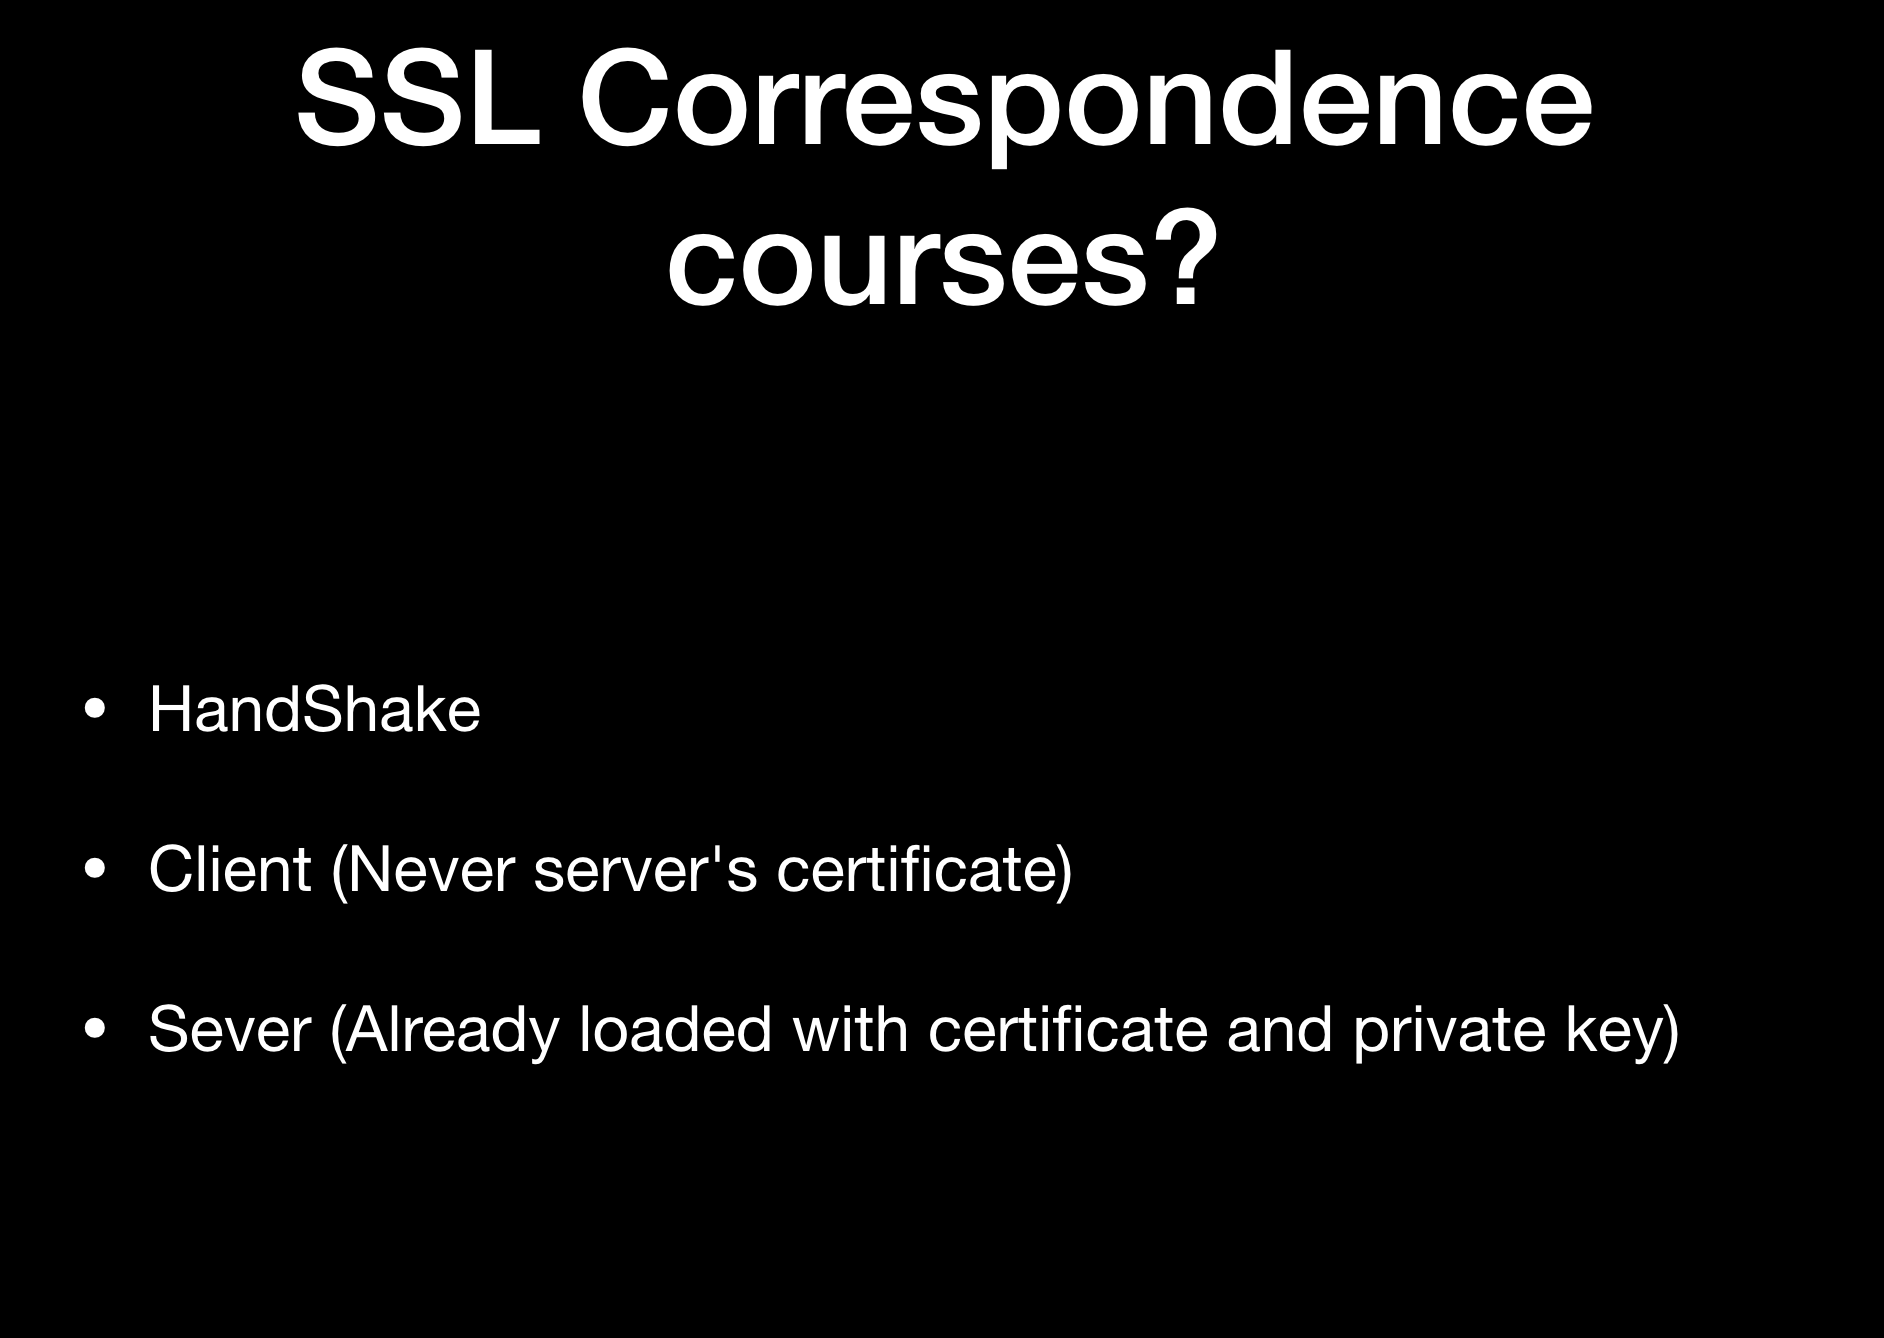 SSL Correspondence
courses?
• HandShake
• Client (Never server's certificate)
• Sever (Already loaded with certificate and private key)